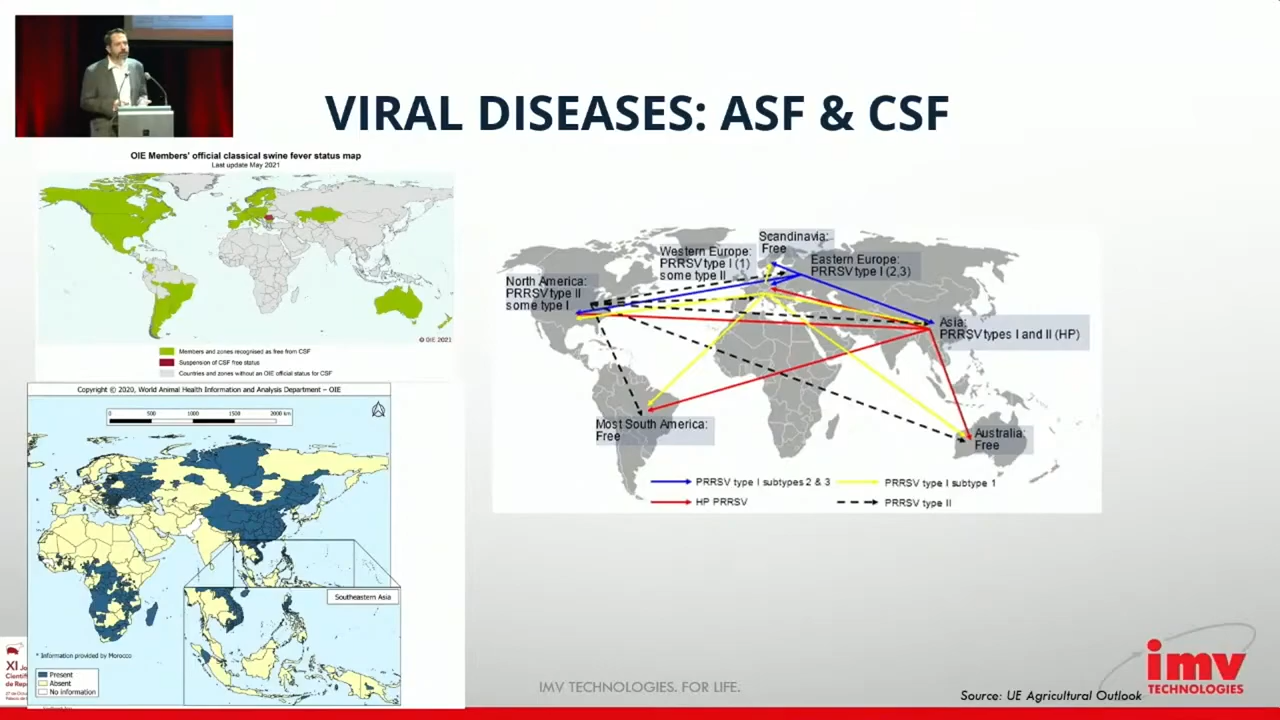 VIRAL DISEASES: ASF & CSF
OIE Members' official classical swine fever status map
Last update May 2021
© OIE 2021
Members and zones recognised as free from CSF
Suspension of CSF free status
Countries and zones without an OIE official status for CSF
Copyright © 2020, World Animal Health Information and Analysis Department – OIE
0 500 1000 1500 2000 km
Southeastern Asia
* Information provided by Morocco
Present
Absent
No information
Scandinavia:
Free
Western Europe:
PRRSV type I (1)
some type II
Eastern Europe:
PRRSV type I (2,3)
North America:
PRRSV type II
some type I
Asia:
PRRSV types I and II (HP)
Most South America:
Free
Australia:
Free
PRRSV type I subtypes 2 & 3
PRRSV type I subtype 1
HP PRRSV
PRRSV type II
XI
IMV TECHNOLOGIES. FOR LIFE.
Source: UE Agricultural Outlook
imv
TECHNOLOGIES